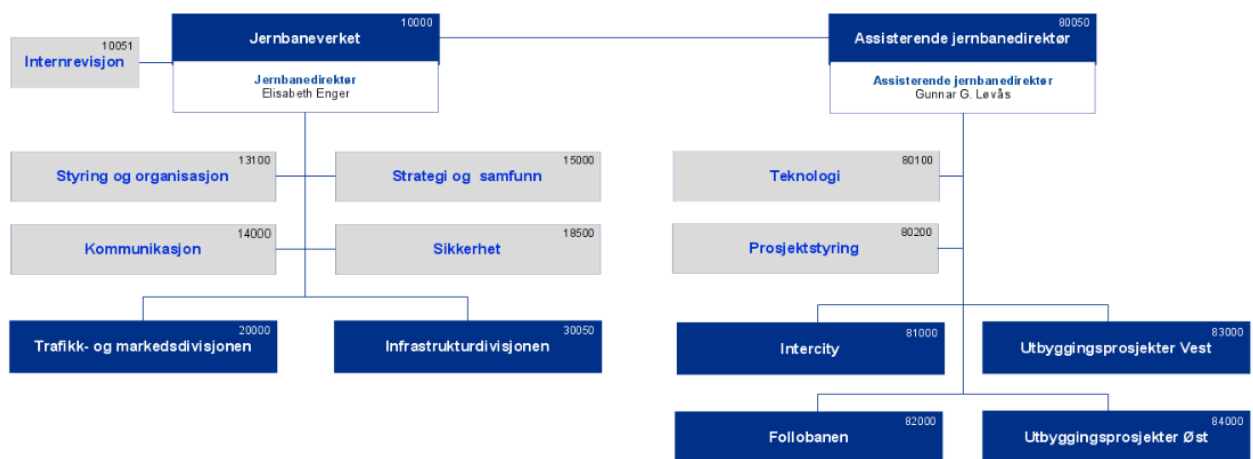 10000
Jernbaneverket
Jernbanedirektør
Elisabeth Enger
10051
Internrevisjon
80050
Assisterende jernbanedirektør
Assisterende jernbanedirektør
Gunnar G. Løvås
13100
Styring og organisasjon
15000
Strategi og samfunn
14000
Kommunikasjon
18500
Sikkerhet
20000
Trafikk- og markedsdivisjonen
30050
Infrastrukturdivisjonen
80100
Teknologi
80200
Prosjektstyring
81000
Intercity
83000
Utbyggingsprosjekter Vest
82000
Follobanen
84000
Utbyggingsprosjekter Øst